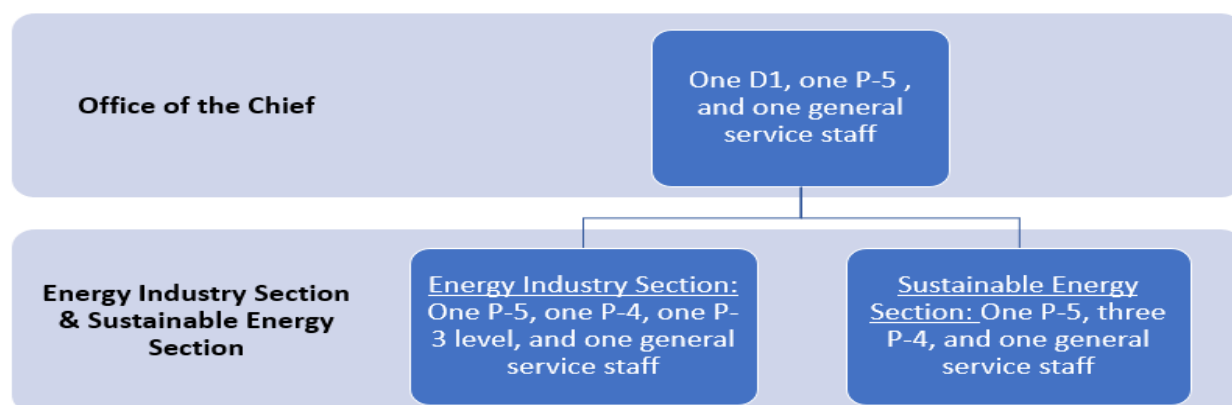 Office of the Chief
One D1, one P-5 ,
and one general
service staff
Energy Industry Section
& Sustainable Energy
Section
Energy Industry Section:
One P-5, one P-4, one P-
3 level, and one general
service staff
Sustainable Energy
Section: One P-5, three
P-4, and one general
service staff